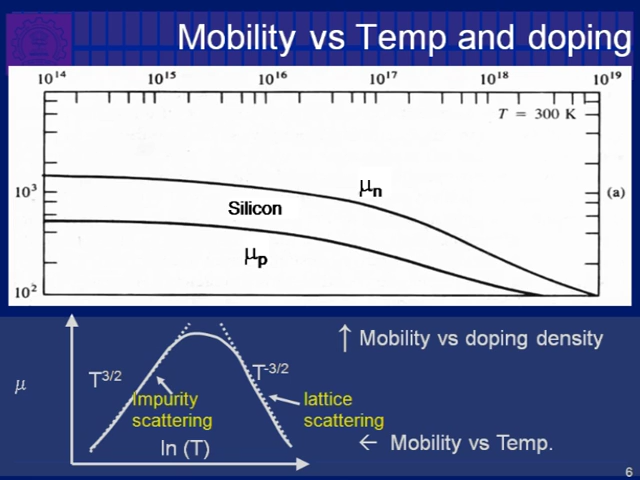 Mobility vs Temp and doping
10¹⁴ 10¹⁵ 10¹⁶ 10¹⁷ 10¹⁸ 10¹⁹
T = 300 K
μn
10³ (a)
Silicon
μp
10²
↑ Mobility vs doping density
T3/2 T-3/2
μ
Impurity scattering
lattice scattering
ln (T)
← Mobility vs Temp.
6